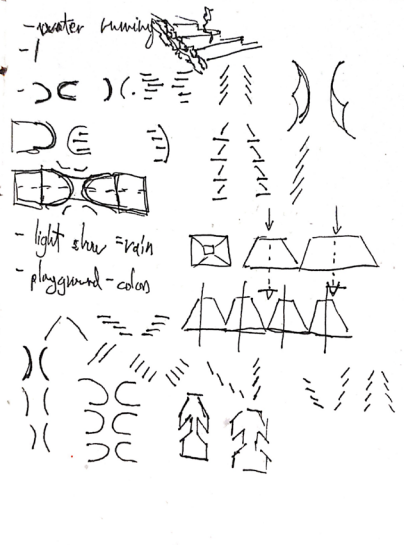 - water running
- light show = rain
- playground - colors